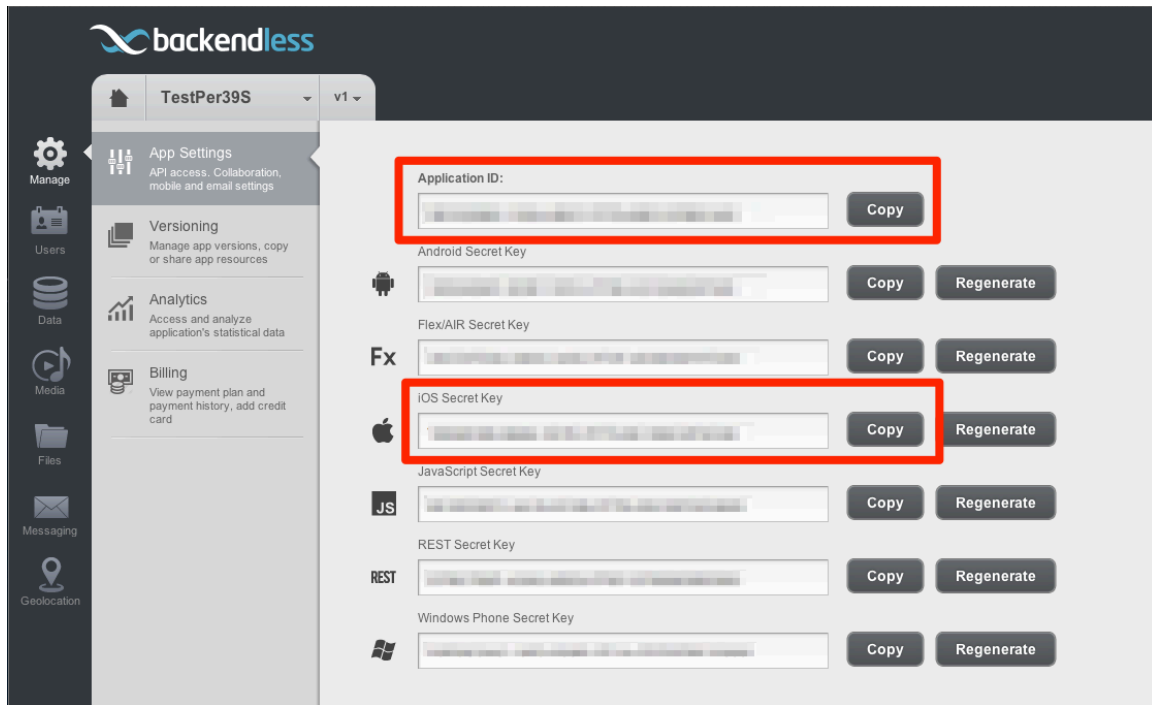 backendless
TestPer39S
v1
Manage
Users
Data
Media
Files
Messaging
Geolocation
App Settings
API access. Collaboration,
mobile and email settings
Versioning
Manage app versions, copy
or share app resources
Analytics
Access and analyze
application's statistical data
Billing
View payment plan and
payment history, add credit
card
Application ID:
Copy
Android Secret Key
Copy Regenerate
Flex/AIR Secret Key
Fx
Copy Regenerate
iOS Secret Key
Copy Regenerate
JavaScript Secret Key
JS
Copy Regenerate
REST Secret Key
REST
Copy Regenerate
Windows Phone Secret Key
Copy Regenerate